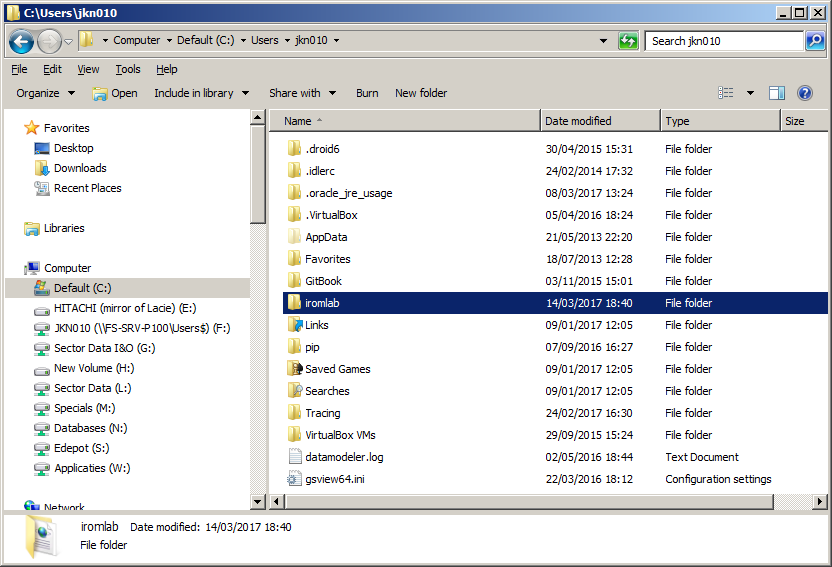 C:\Users\jkn010
Computer Default (C:) Users jkn010
Search jkn010
File Edit View Tools Help
Organize Open Include in library Share with Burn New folder
Favorites
Desktop
Downloads
Recent Places
Libraries
Computer
Default (C:)
HITACHI (mirror of Lacie) (E:)
JKN010 (\\FS-SRV-P100\Users$) (F:)
Sector Data I&O (G:)
New Volume (H:)
Sector Data (L:)
Specials (M:)
Databases (N:)
Edepot (S:)
Applicaties (W:)
Network
Name Date modified Type Size
.droid6 30/04/2015 15:31 File folder
.idlerc 24/02/2014 17:32 File folder
.oracle_jre_usage 08/03/2017 13:24 File folder
.VirtualBox 05/04/2016 18:24 File folder
AppData 21/05/2013 22:20 File folder
Favorites 18/07/2013 12:28 File folder
GitBook 03/11/2015 15:01 File folder
iromlab 14/03/2017 18:40 File folder
Links 09/01/2017 12:05 File folder
pip 07/09/2016 16:27 File folder
Saved Games 09/01/2017 12:05 File folder
Searches 09/01/2017 12:05 File folder
Tracing 24/02/2017 16:30 File folder
VirtualBox VMs 29/09/2015 15:24 File folder
datamodeler.log 02/05/2016 18:44 Text Document
gsview64.ini 22/03/2016 18:12 Configuration settings
iromlab Date modified: 14/03/2017 18:40
File folder